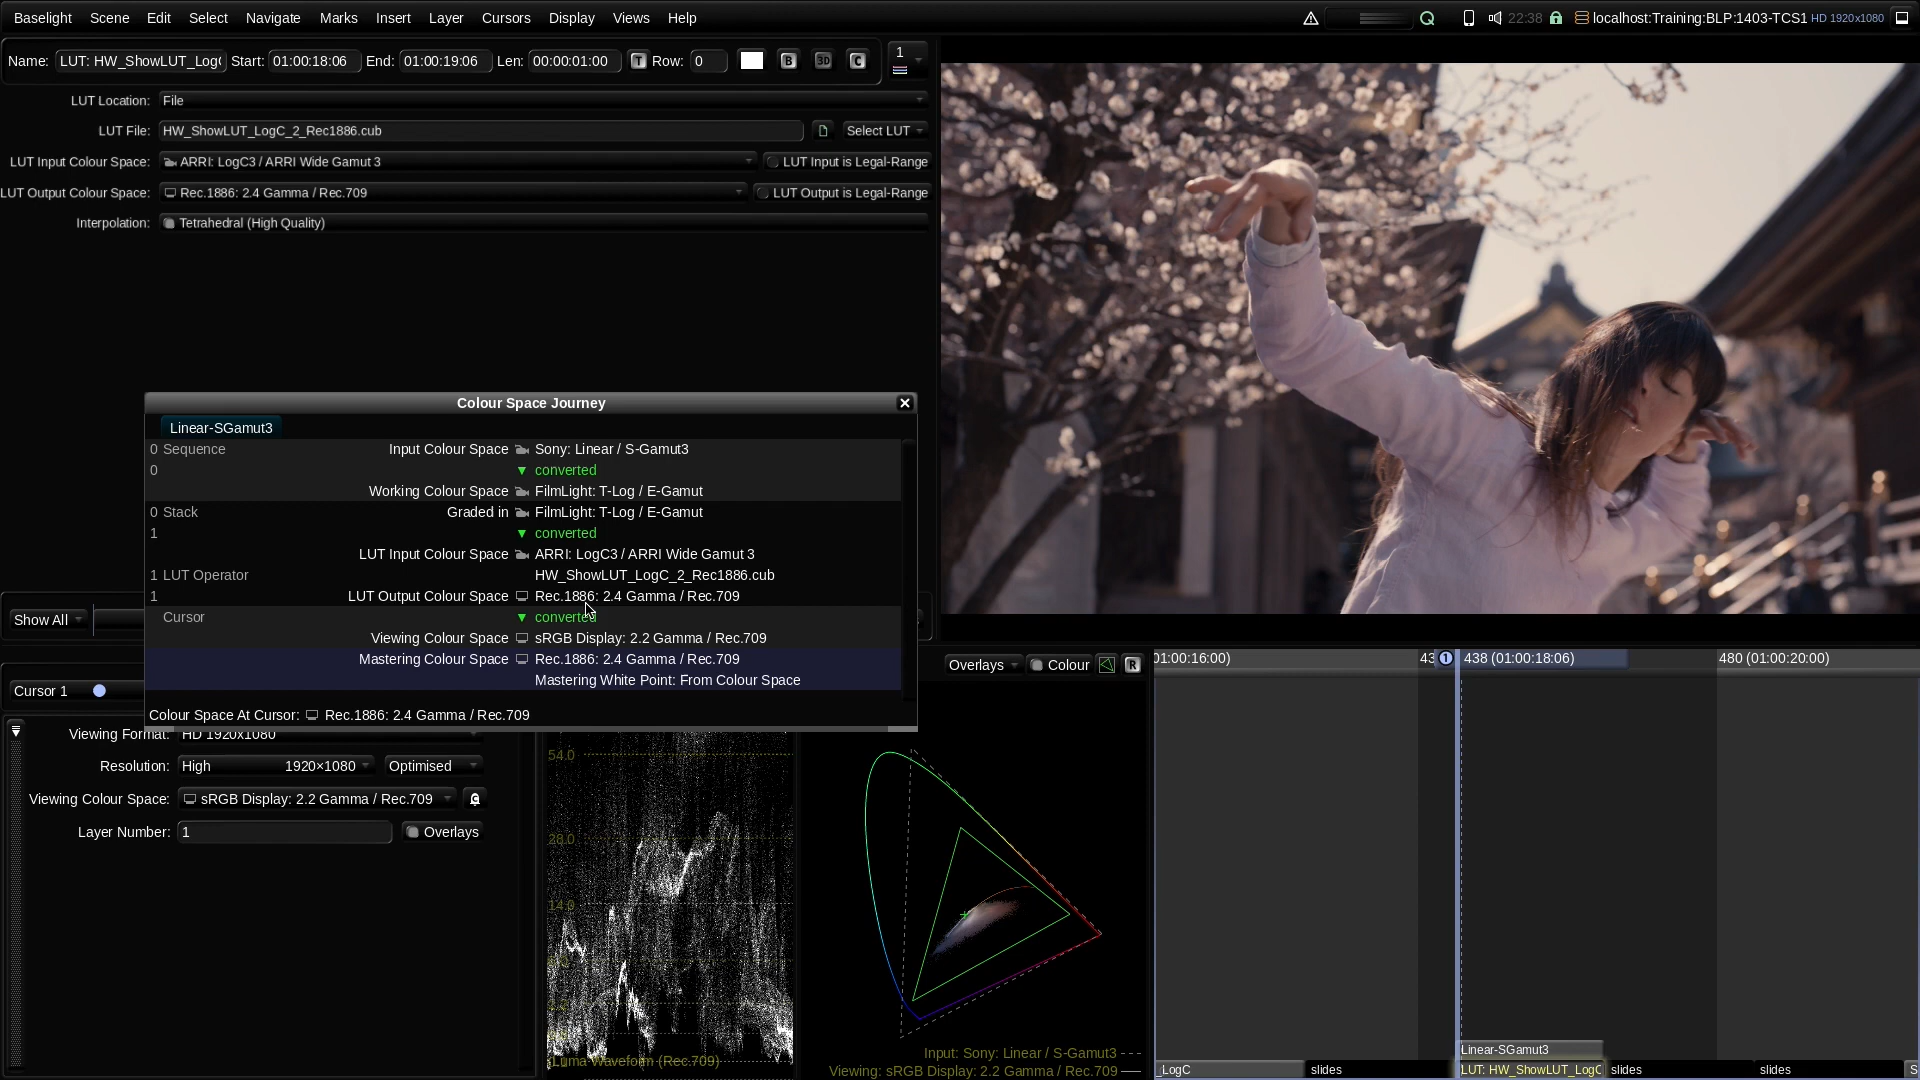 Baselight Scene Edit Select Navigate Marks Insert Layer Cursors Display Views Help
22:38 localhost:Training:BLP:1403-TCS1 HD 1920x1080
Name: LUT: HW_ShowLUT_Log Start: 01:00:18:06 End: 01:00:19:06 Len: 00:00:01:00 T Row: 0 B 3D C 1
LUT Location: File
LUT File: HW_ShowLUT_LogC_2_Rec1886.cub Select LUT
LUT Input Colour Space: ARRI: LogC3 / ARRI Wide Gamut 3 LUT Input is Legal-Range
LUT Output Colour Space: Rec.1886: 2.4 Gamma / Rec.709 LUT Output is Legal-Range
Interpolation: Tetrahedral (High Quality)
Colour Space Journey
Linear-SGamut3
0 Sequence Input Colour Space Sony: Linear / S-Gamut3
0 converted
Working Colour Space FilmLight: T-Log / E-Gamut
0 Stack Graded in FilmLight: T-Log / E-Gamut
1 converted
LUT Input Colour Space ARRI: LogC3 / ARRI Wide Gamut 3
1 LUT Operator HW_ShowLUT_LogC_2_Rec1886.cub
1 LUT Output Colour Space Rec.1886: 2.4 Gamma / Rec.709
Cursor converted
Viewing Colour Space sRGB Display: 2.2 Gamma / Rec.709
Mastering Colour Space Rec.1886: 2.4 Gamma / Rec.709
Mastering White Point: From Colour Space
Colour Space At Cursor: Rec.1886: 2.4 Gamma / Rec.709
Show All
Cursor 1
Viewing Format: HD 1920x1080
Resolution: High 1920×1080 Optimised
Viewing Colour Space: sRGB Display: 2.2 Gamma / Rec.709
Layer Number: 1 Overlays
Overlays Colour R
54.0
28.0
14.0
Luma Waveform (Rec.709)
Input: Sony: Linear / S-Gamut3
Viewing: sRGB Display: 2.2 Gamma / Rec.709
01:00:16:00) 43 1 438 (01:00:18:06) 480 (01:00:20:00)
Linear-SGamut3
_LogC slides LUT: HW_ShowLUT_LogC slides slides S